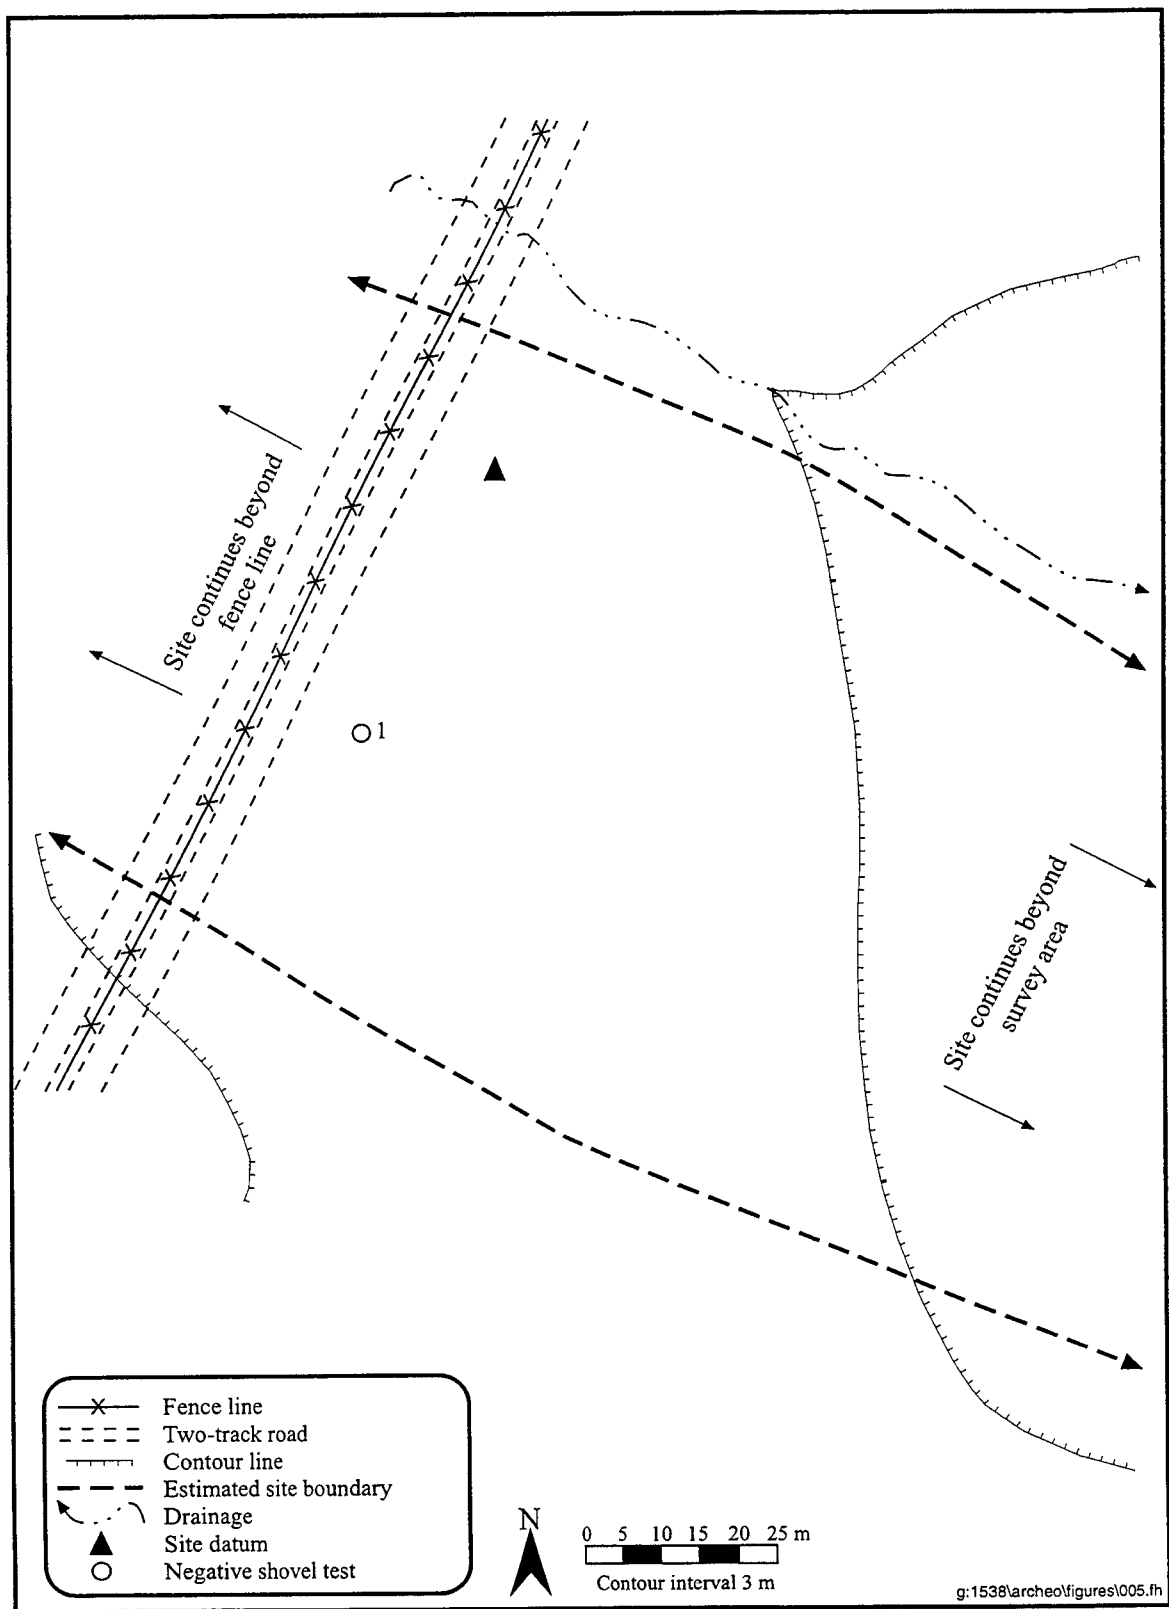 Site continues beyond
fence line
1
Site continues beyond
survey area
Fence line
Two-track road
Contour line
Estimated site boundary
Drainage
Site datum
Negative shovel test
N
0 5 10 15 20 25 m
Contour interval 3 m
g:1538\archeo\figures\005.fh